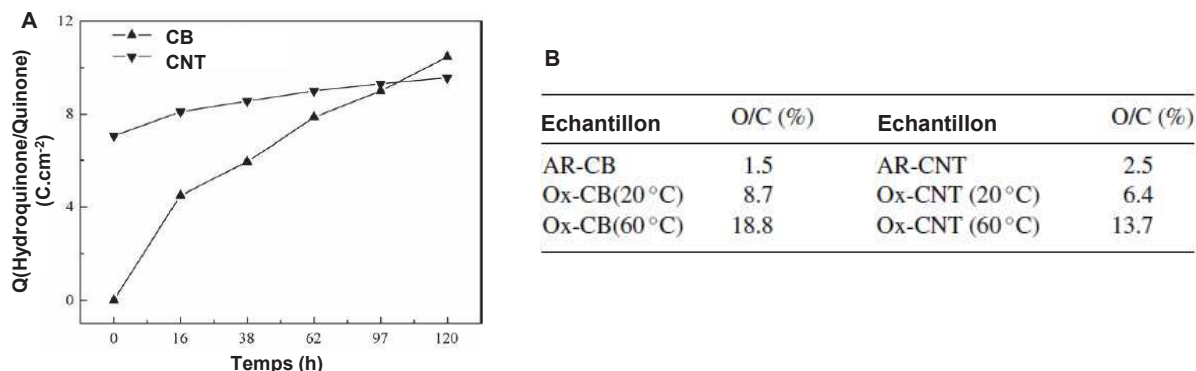 A
Q(Hydroquinone/Quinone)
(C.cm-2)
12
8
4
0
CB
CNT
0 16 38 62 97 120
Temps (h)
B
Echantillon O/C (%) Echantillon O/C (%)
AR-CB 1.5 AR-CNT 2.5
Ox-CB(20°C) 8.7 Ox-CNT (20°C) 6.4
Ox-CB(60°C) 18.8 Ox-CNT (60°C) 13.7